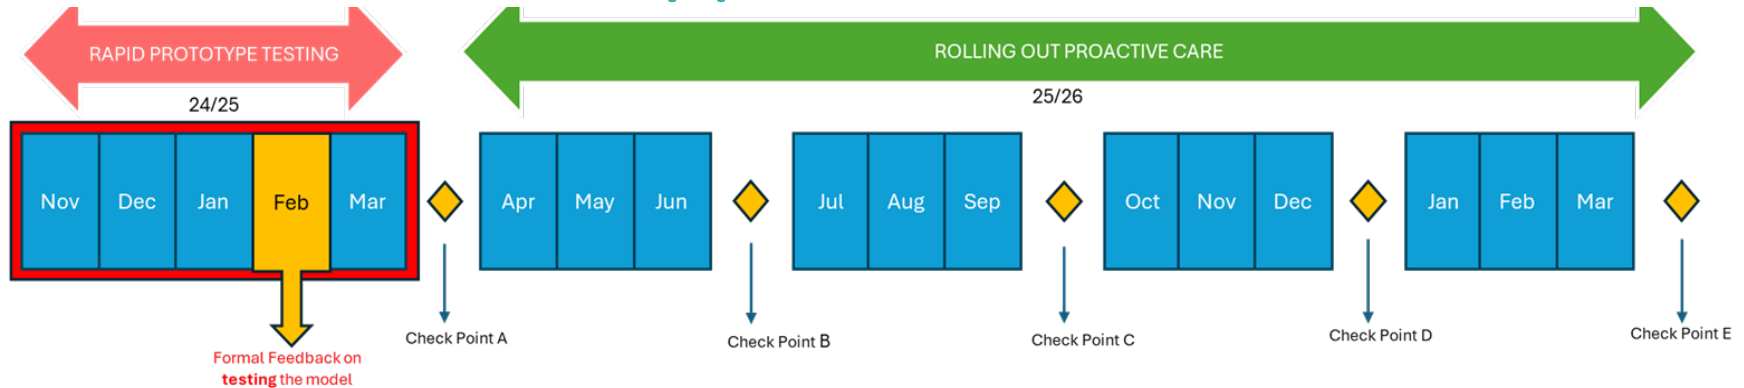 RAPID PROTOTYPE TESTING
ROLLING OUT PROACTIVE CARE
24/25
25/26
Nov
Dec
Jan
Feb
Mar
Apr
May
Jun
Jul
Aug
Sep
Oct
Nov
Dec
Jan
Feb
Mar
Check Point A
Check Point B
Check Point C
Check Point D
Check Point E
Formal Feedback on
testing the model